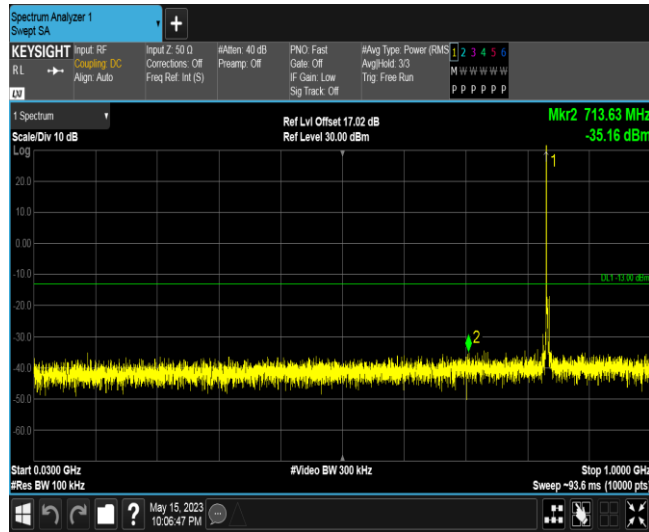 Spectrum Analyzer 1
Swept SA
+
KEYSIGHT Input: RF Input Z: 50 Ω #Atten: 40 dB PNO: Fast #Avg Type: Power (RMS 1 2 3 4 5 6
RL Coupling: DC Corrections: Off Preamp: Off Gate: Off Avg|Hold: 3/3 M W W W W W
Align: Auto Freq Ref: Int (S) IF Gain: Low Trig: Free Run
LXI Sig Track: Off P P P P P P
1 Spectrum Ref Lvl Offset 17.02 dB Mkr2 713.63 MHz
Scale/Div 10 dB Ref Level 30.00 dBm -35.16 dBm
Log
1
20.0
10.0
0.00
-10.0
DL1 -13.00 dBm
-20.0
-30.0
2
-40.0
-50.0
-60.0
Start 0.0300 GHz #Video BW 300 kHz Stop 1.0000 GHz
#Res BW 100 kHz Sweep ~93.6 ms (10000 pts)
? May 15, 2023
10:06:47 PM